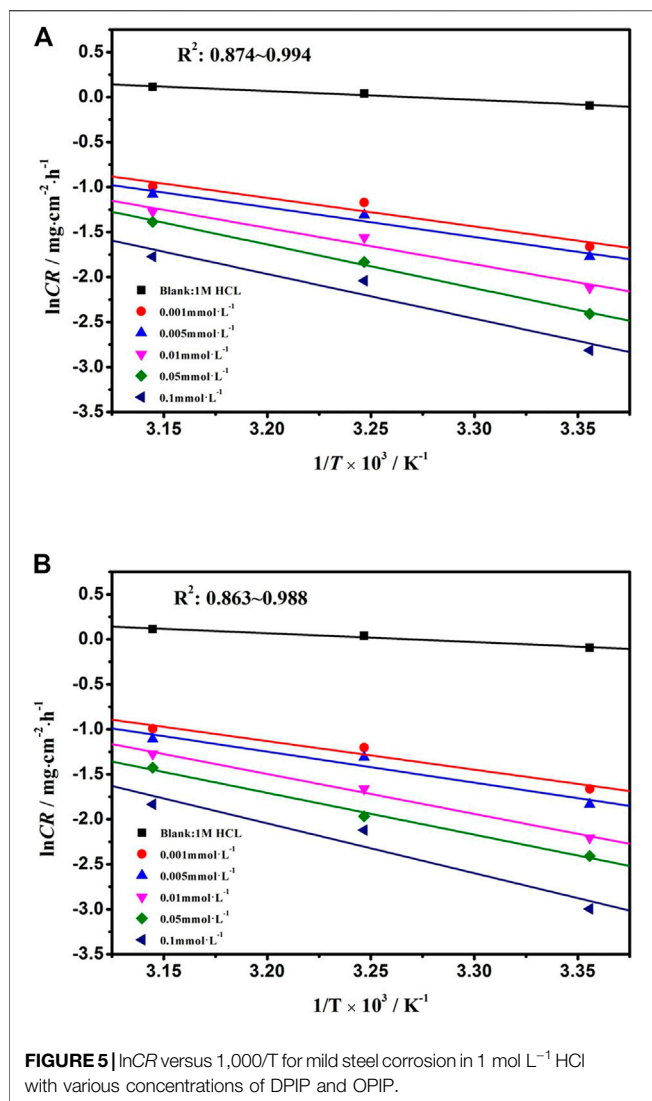 A
R²: 0.874~0.994
lnCR / mg·cm⁻²·h⁻¹
0.5
0.0
-0.5
-1.0
-1.5
-2.0
-2.5
-3.0
-3.5
Blank:1M HCL
0.001mmol·L⁻¹
0.005mmol·L⁻¹
0.01mmol·L⁻¹
0.05mmol·L⁻¹
0.1mmol·L⁻¹
3.15 3.20 3.25 3.30 3.35
1/T × 10³ / K⁻¹
B
R²: 0.863~0.988
lnCR / mg·cm⁻²·h⁻¹
0.5
0.0
-0.5
-1.0
-1.5
-2.0
-2.5
-3.0
-3.5
Blank:1M HCL
0.001mmol·L⁻¹
0.005mmol·L⁻¹
0.01mmol·L⁻¹
0.05mmol·L⁻¹
0.1mmol·L⁻¹
3.15 3.20 3.25 3.30 3.35
1/T × 10³ / K⁻¹
FIGURE 5 | lnCR versus 1,000/T for mild steel corrosion in 1 mol L⁻¹ HCl
with various concentrations of DPIP and OPIP.